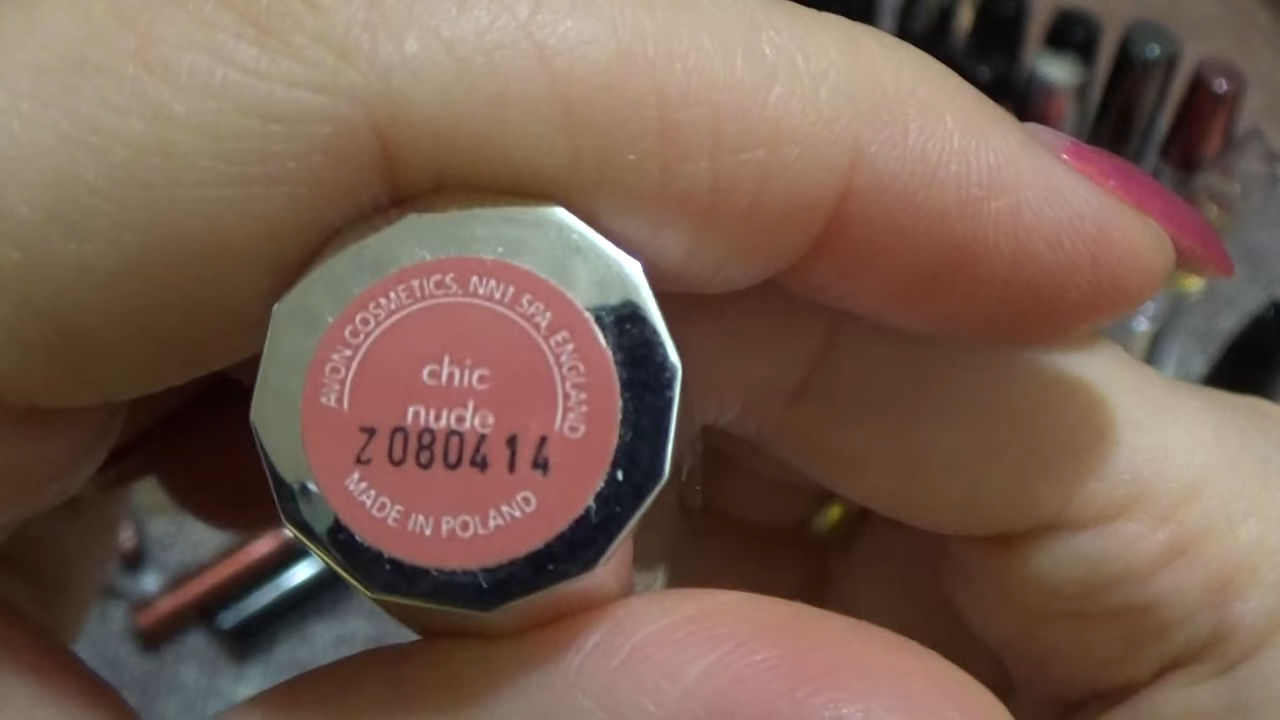 AVON COSMETICS, NN1 5PA, ENGLAND
chic
nude
Z080414
MADE IN POLAND